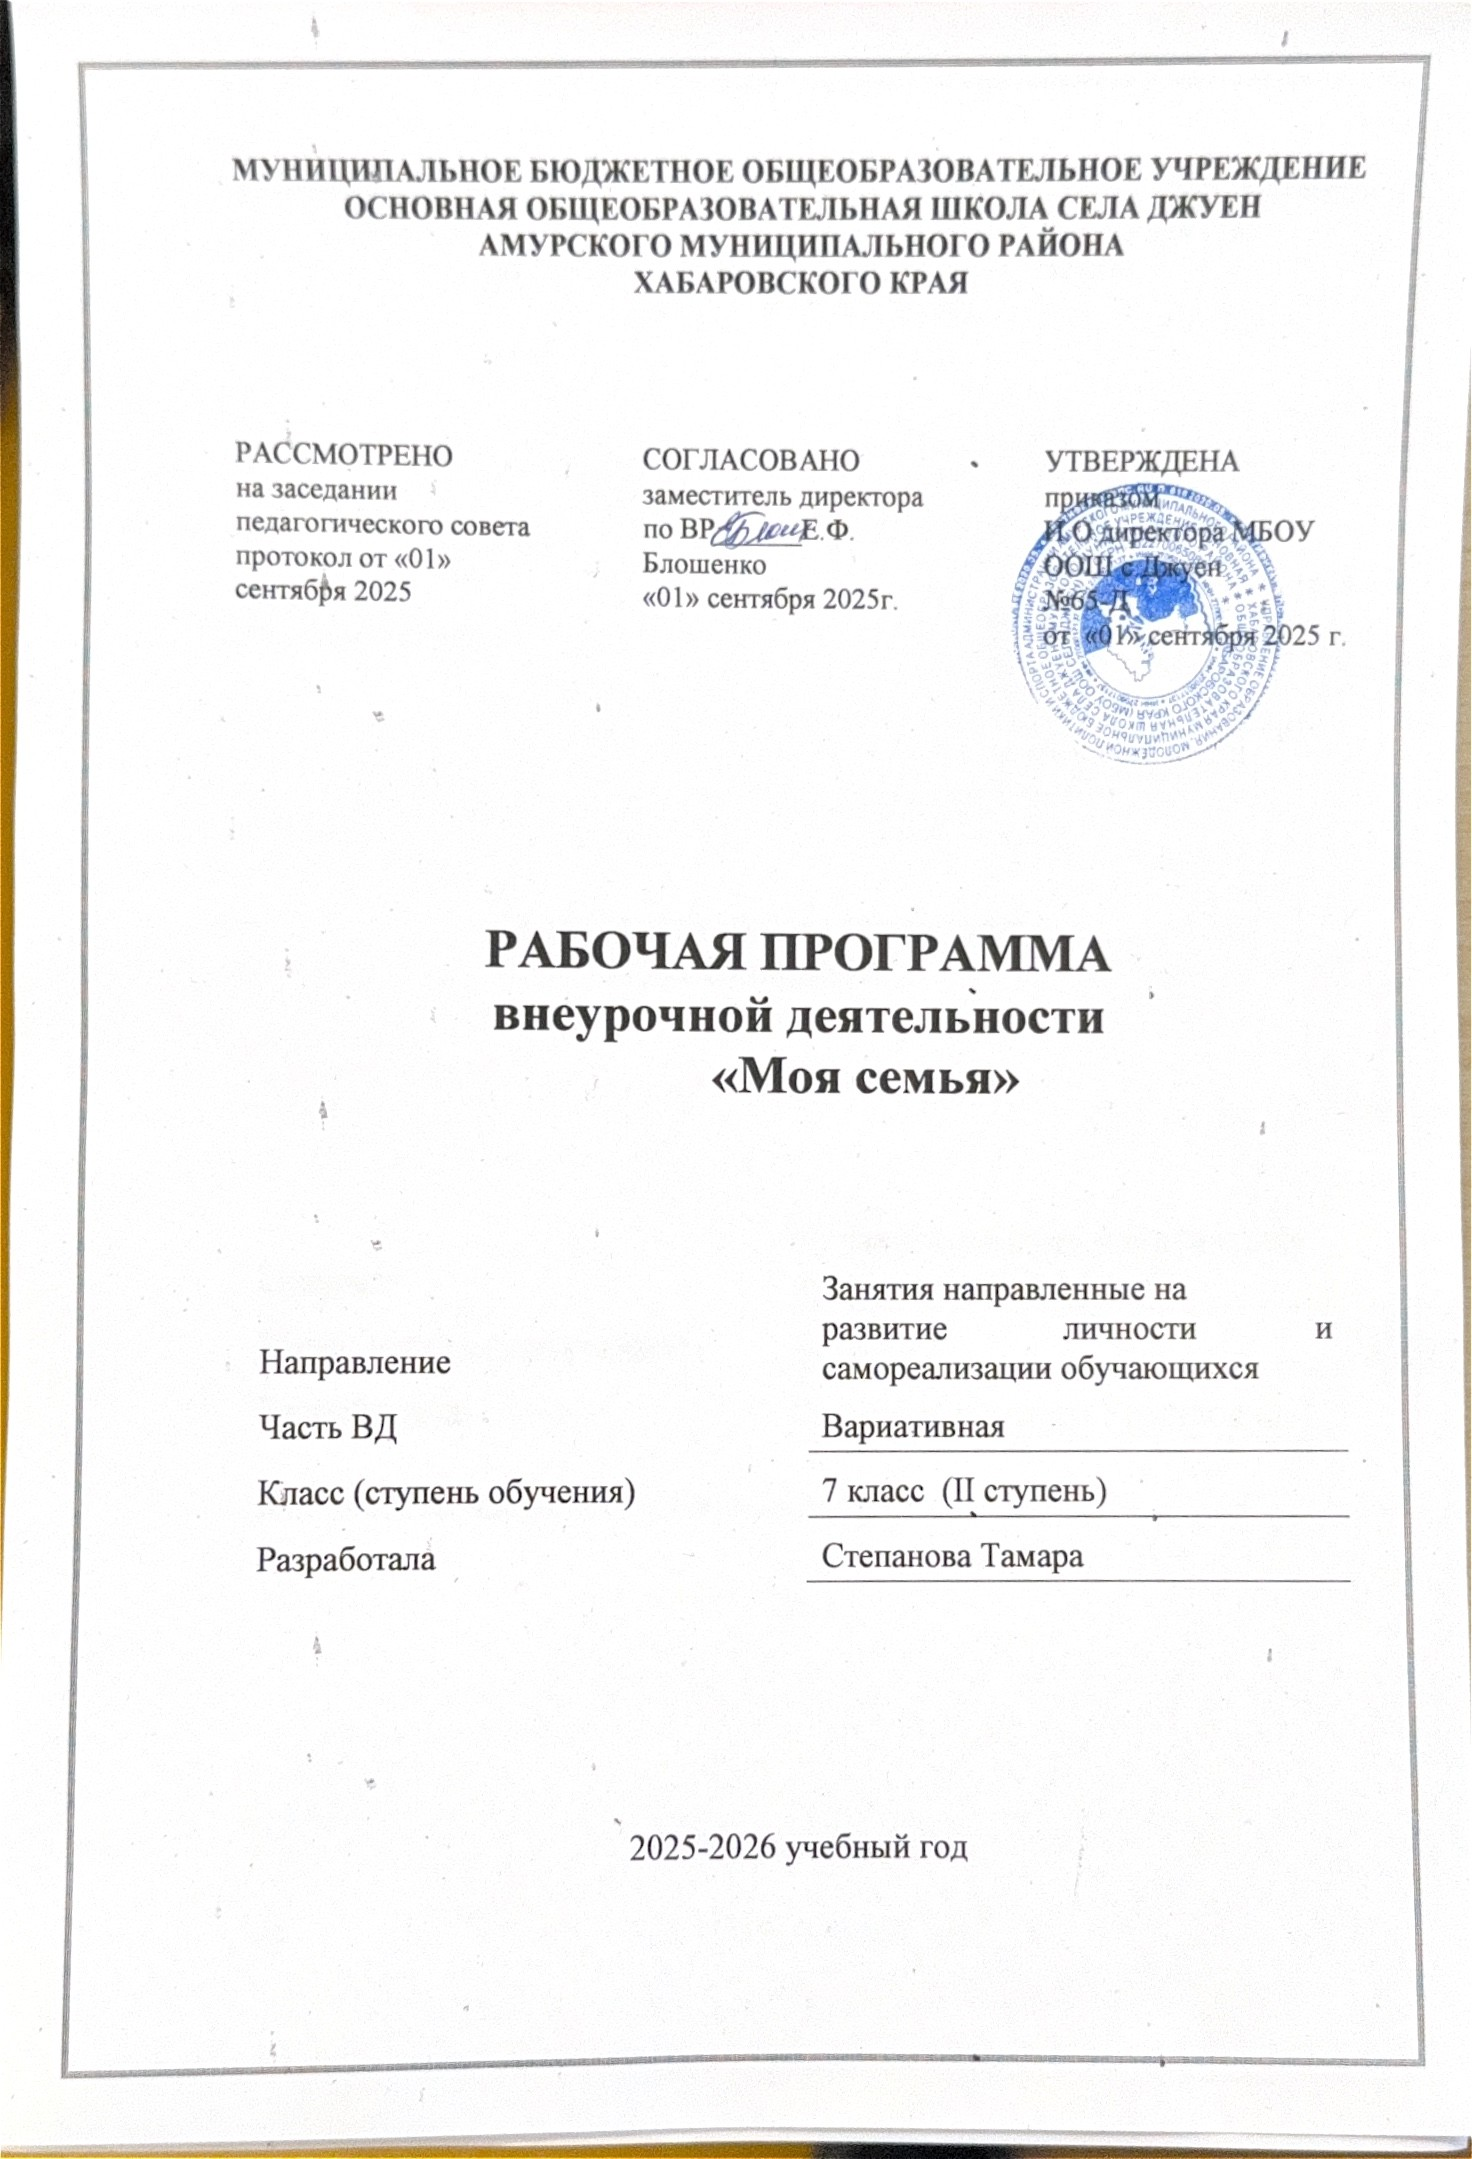 МУНИЦИПАЛЬНОЕ БЮДЖЕТНОЕ ОБЩЕОБРАЗОВАТЕЛЬНОЕ УЧРЕЖДЕНИЕ
ОСНОВНАЯ ОБЩЕОБРАЗОВАТЕЛЬНАЯ ШКОЛА СЕЛА ДЖУЕН
АМУРСКОГО МУНИЦИПАЛЬНОГО РАЙОНА
ХАБАРОВСКОГО КРАЯ
РАССМОТРЕНО
на заседании
педагогического совета
протокол от «01»
сентября 2025
СОГЛАСОВАНО
заместитель директора
по ВР Е.Ф.
Блошенко
«01» сентября 2025г.
УТВЕРЖДЕНА
приказом
И.О директора МБОУ
ООШ с Джуен
№65-Д
от «01» сентября 2025 г.
РАБОЧАЯ ПРОГРАММА
внеурочной деятельности
«Моя семья»
Направление
Занятия направленные на
развитие личности и
самореализации обучающихся
Часть ВД
Вариативная
Класс (ступень обучения)
7 класс (II ступень)
Разработала
Степанова Тамара
2025-2026 учебный год